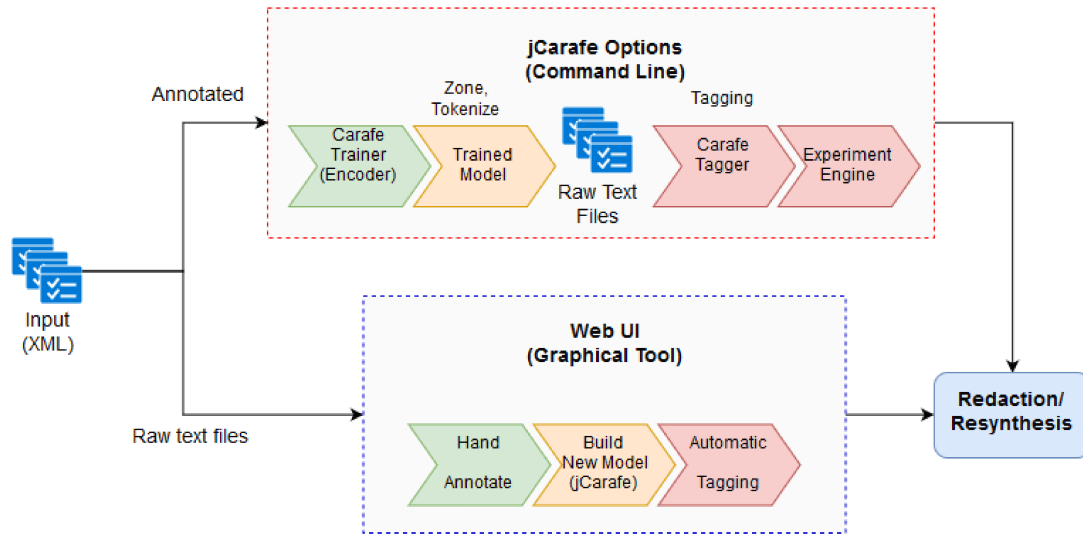 jCarafe Options
(Command Line)
Annotated
Zone,
Tokenize
Tagging
Carafe
Trainer
(Encoder)
Trained
Model
Raw Text
Files
Carafe
Tagger
Experiment
Engine
Input
(XML)
Web UI
(Graphical Tool)
Raw text files
Hand
Annotate
Build
New Model
(jCarafe)
Automatic
Tagging
Redaction/
Resynthesis